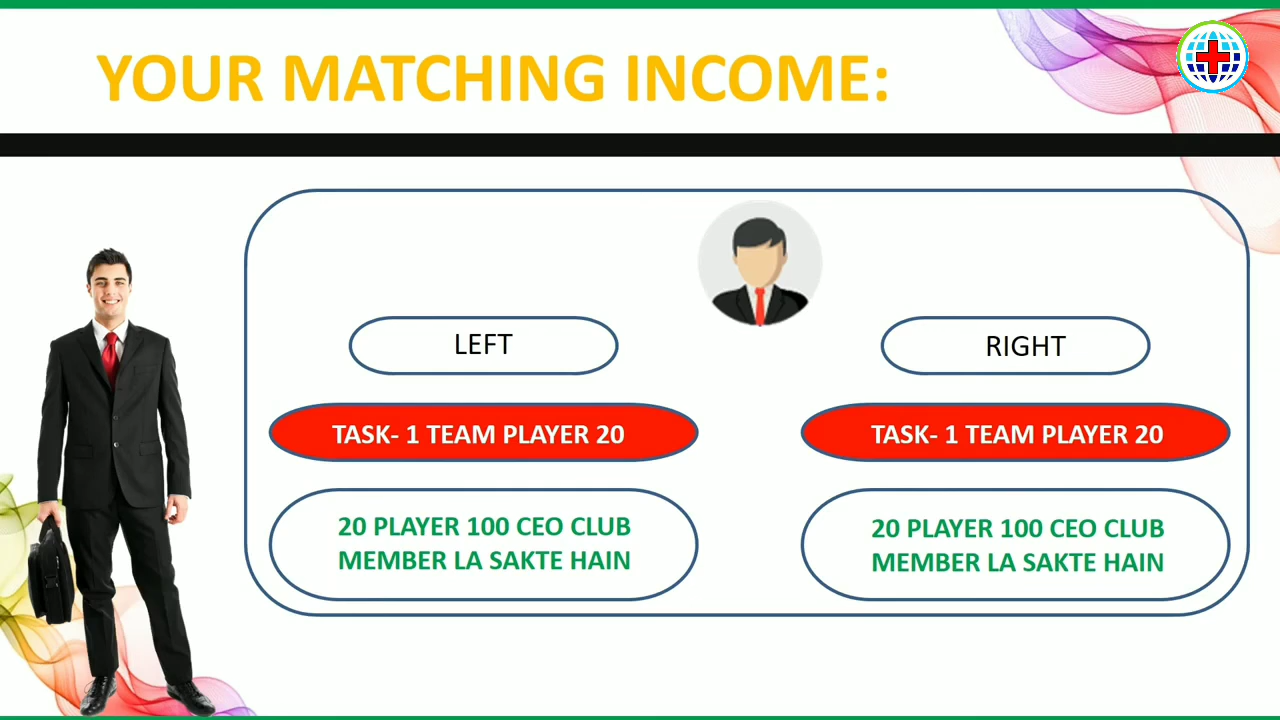 YOUR MATCHING INCOME:
LEFT
RIGHT
TASK- 1 TEAM PLAYER 20
TASK- 1 TEAM PLAYER 20
20 PLAYER 100 CEO CLUB
MEMBER LA SAKTE HAIN
20 PLAYER 100 CEO CLUB
MEMBER LA SAKTE HAIN